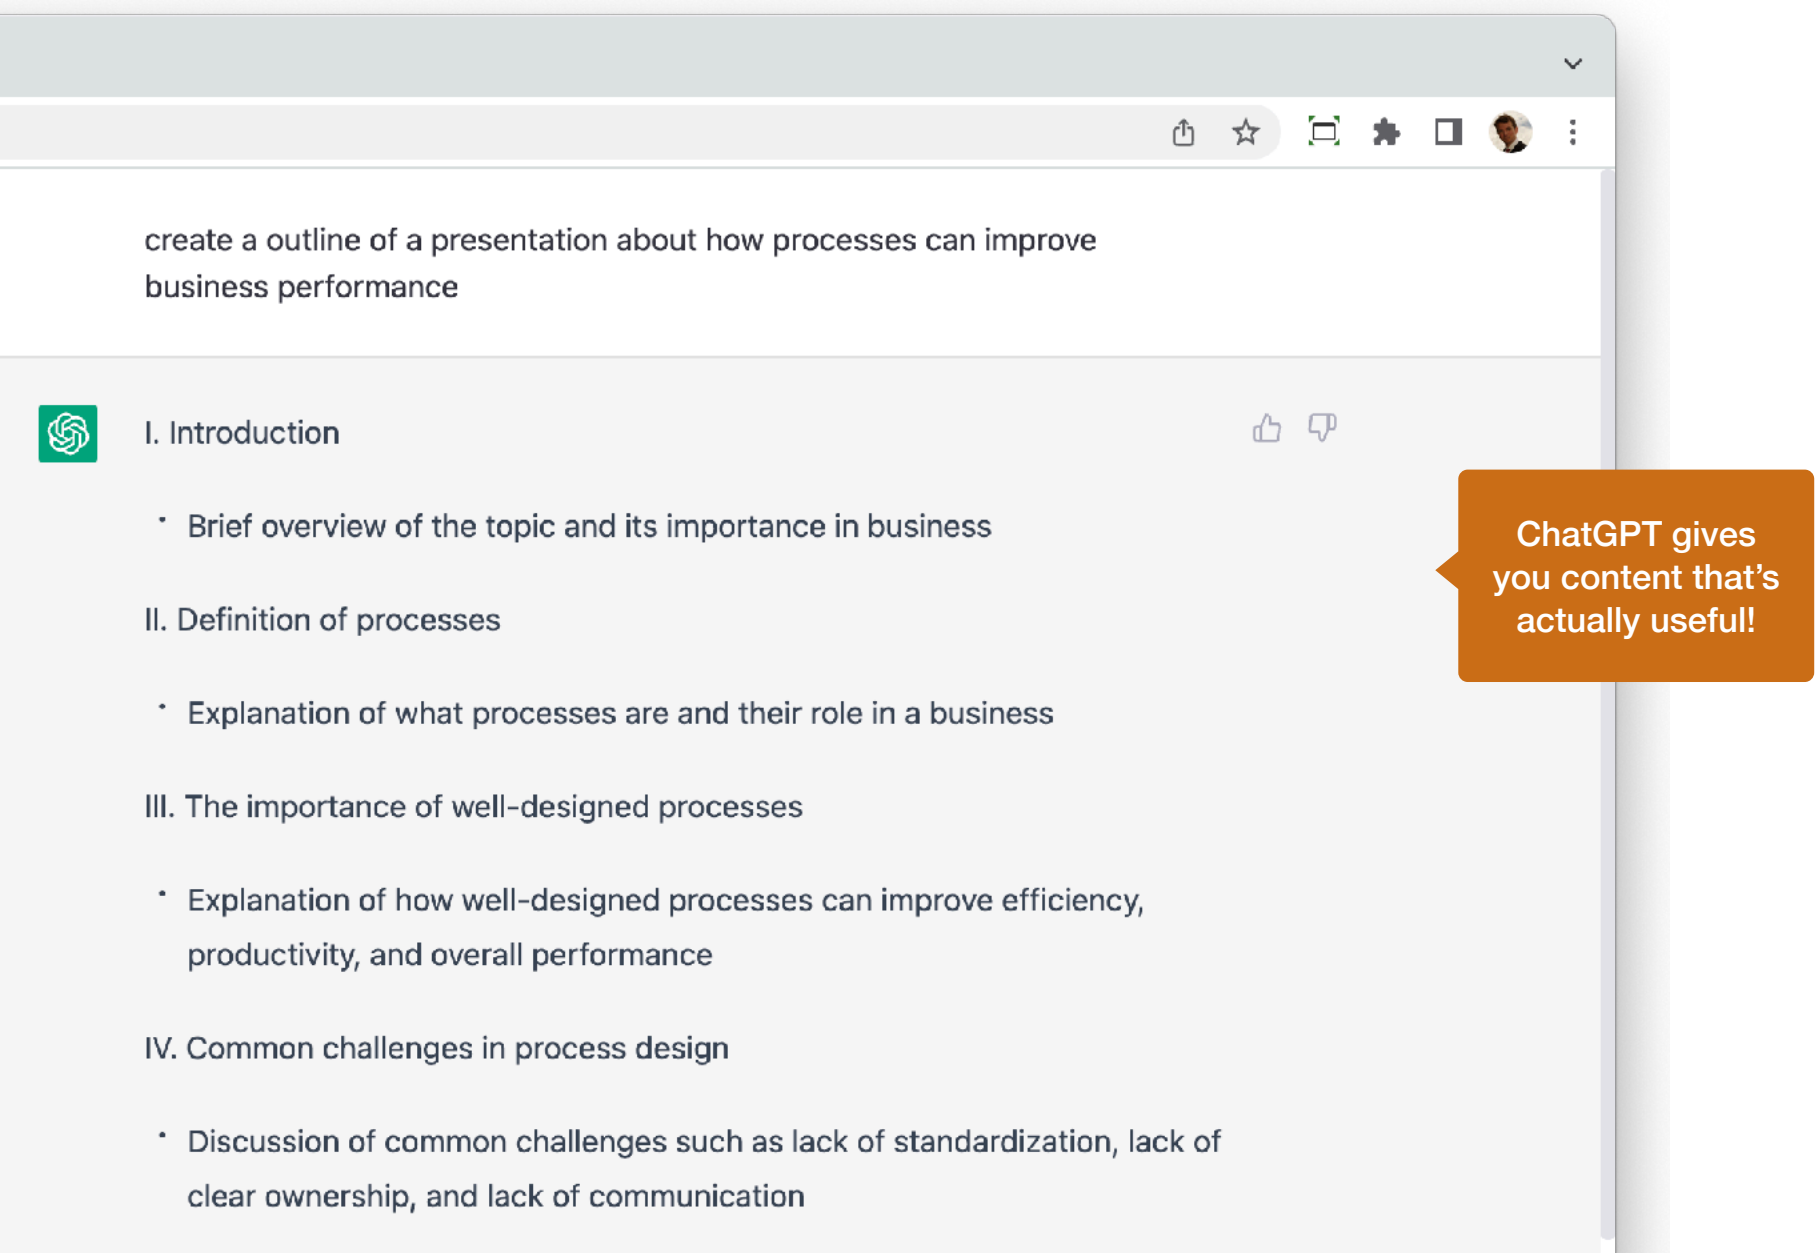 create a outline of a presentation about how processes can improve
business performance
I. Introduction
· Brief overview of the topic and its importance in business
II. Definition of processes
· Explanation of what processes are and their role in a business
III. The importance of well-designed processes
· Explanation of how well-designed processes can improve efficiency,
productivity, and overall performance
IV. Common challenges in process design
· Discussion of common challenges such as lack of standardization, lack of
clear ownership, and lack of communication
ChatGPT gives
you content that’s
actually useful!